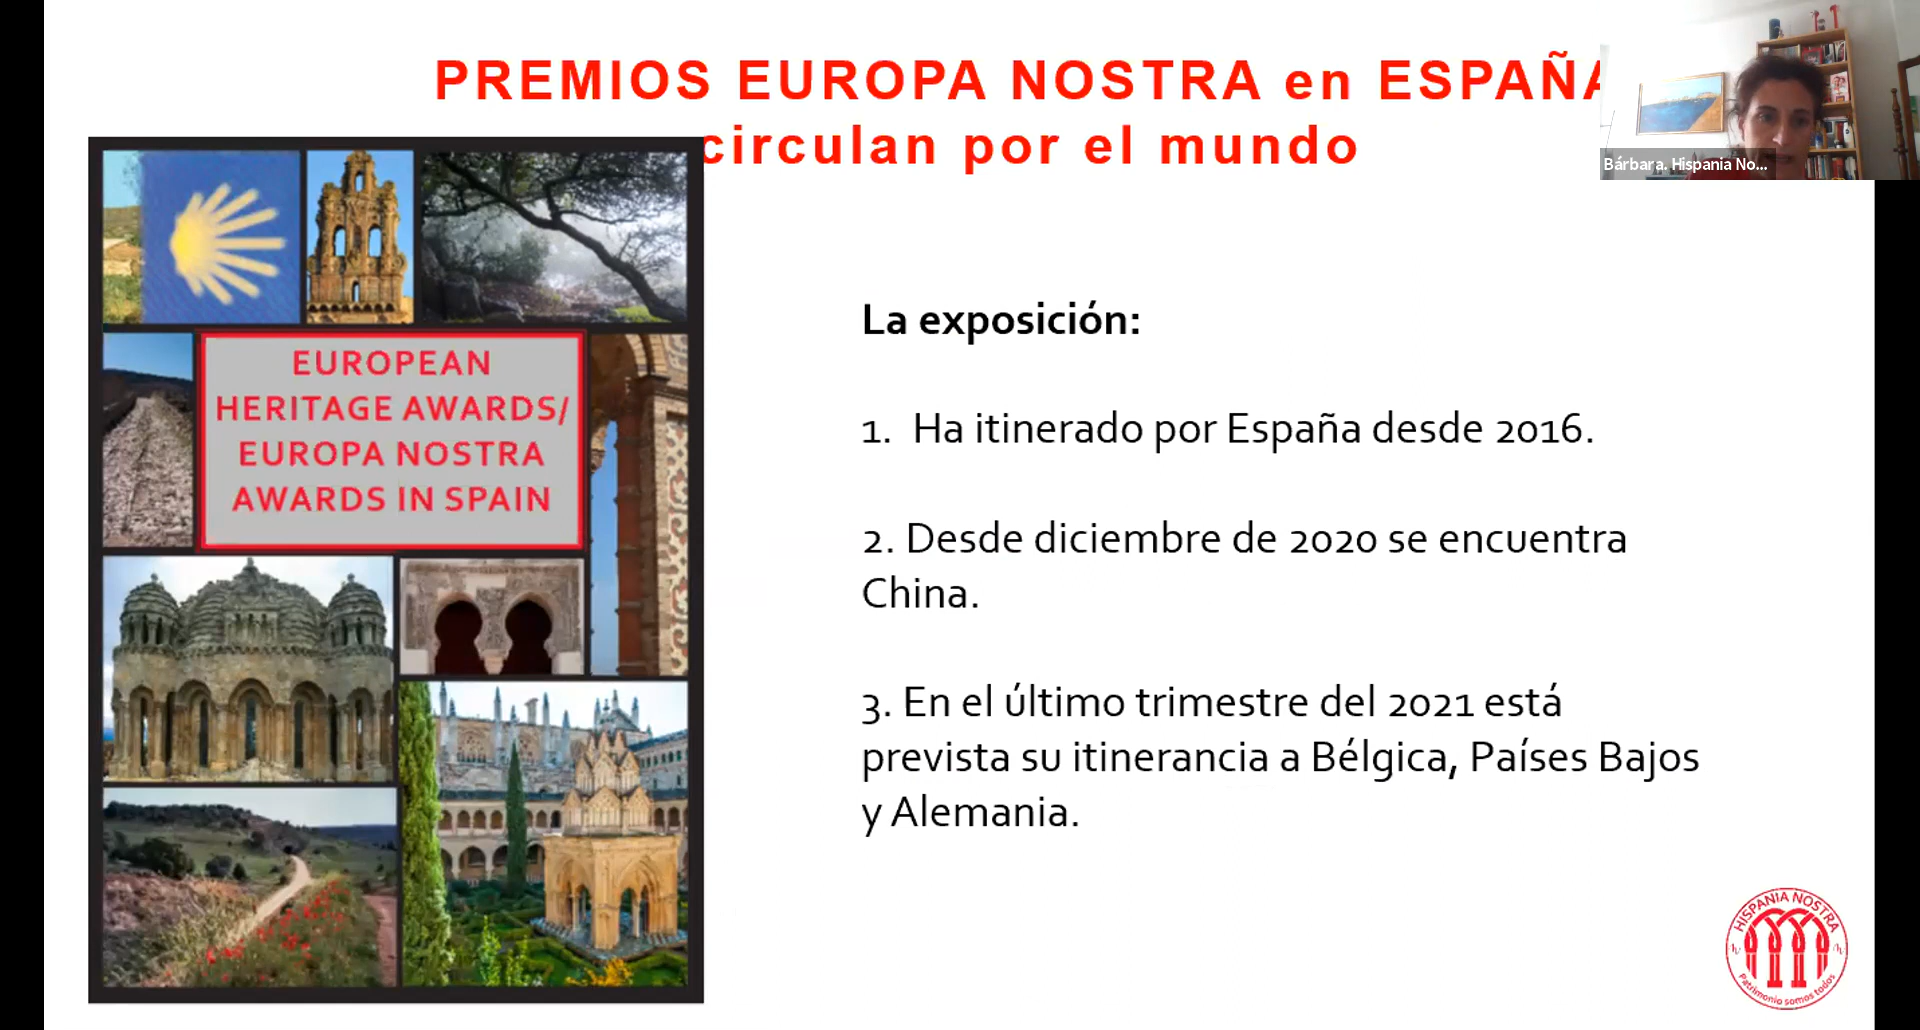 PREMIOS EUROPA NOSTRA en ESPAÑA
circulan por el mundo
Bárbara. Hispania No...
EUROPEAN
HERITAGE AWARDS/
EUROPA NOSTRA
AWARDS IN SPAIN
La exposición:
1. Ha itinerado por España desde 2016.
2. Desde diciembre de 2020 se encuentra
China.
3. En el último trimestre del 2021 está
prevista su itinerancia a Bélgica, Países Bajos
y Alemania.
HISPANIA NOSTRA
Patrimonio somos todos